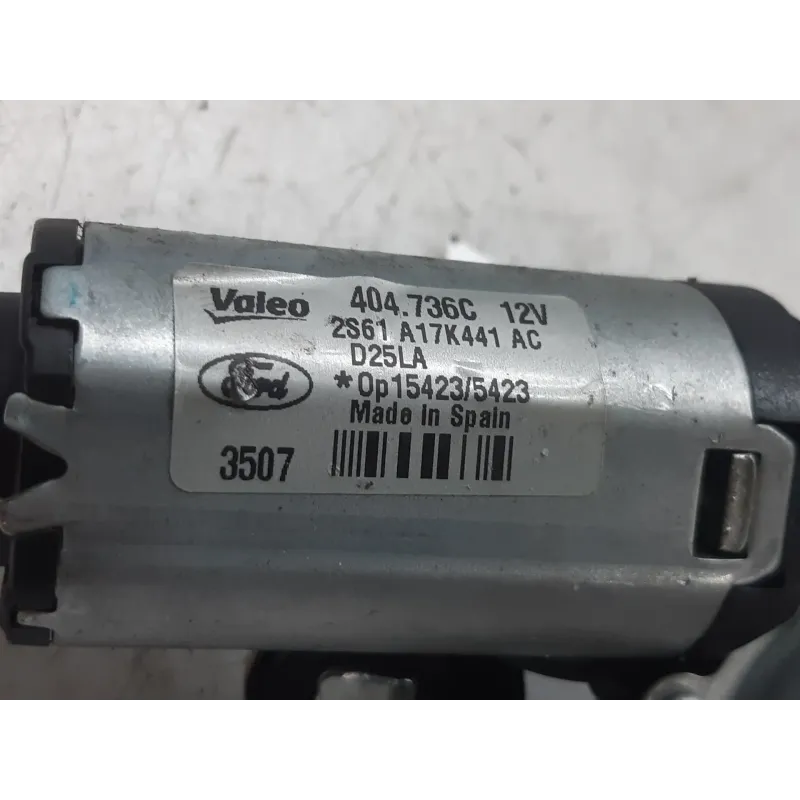 Valeo 404.736C 12V
2S61 A17K441 AC
D25LA
Ford *Op15423/5423
Made In Spain
3507